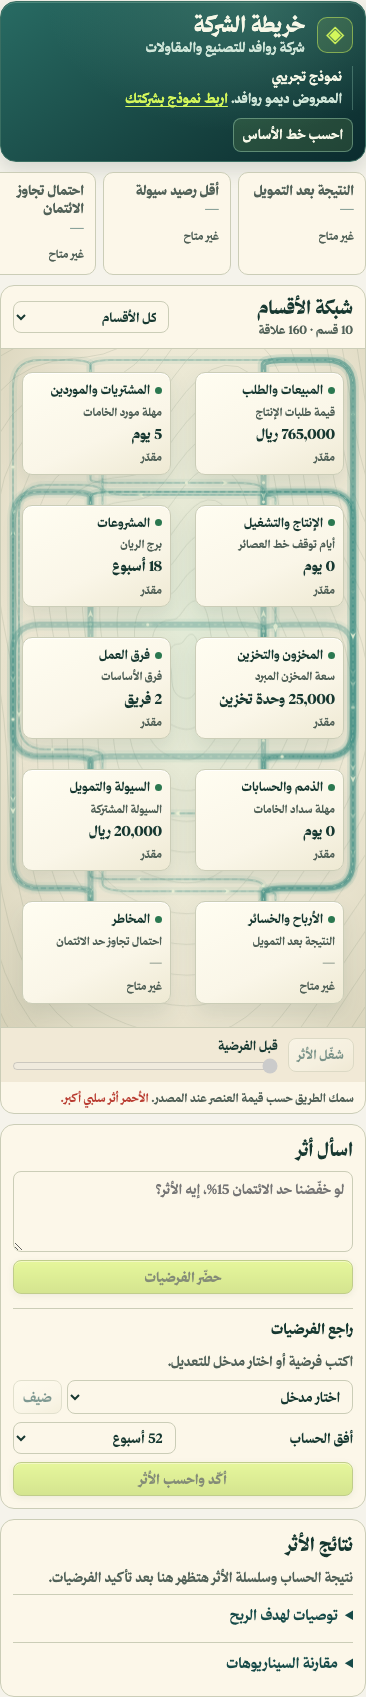 خريطة الشركة
شركة روافد للتصنيع والمقاولات
نموذج تجريبي
المعروض ديمو روافد. اربط نموذج بشركتك
احسب خط الأساس
النتيجة بعد التمويل
—
غير متاح
أقل رصيد سيولة
—
غير متاح
احتمال تجاوز
الائتمان
—
غير متاح
شبكة الأقسام
10 قسم · 160 علاقة
كل الأقسام
المبيعات والطلب
قيمة طلبات الإنتاج
765,000 ريال
مقدّر
المشتريات والموردين
مهلة مورد الخامات
5 يوم
مقدّر
الإنتاج والتشغيل
أيام توقف خط العصائر
0 يوم
مقدّر
المشروعات
برج الريان
18 أسبوع
مقدّر
المخزون والتخزين
سعة المخزن المبرد
25,000 وحدة تخزين
مقدّر
فرق العمل
فرق الأساسات
2 فريق
مقدّر
الذمم والحسابات
مهلة سداد الخامات
0 يوم
مقدّر
السيولة والتمويل
السيولة المشتركة
20,000 ريال
مقدّر
الأرباح والخسائر
النتيجة بعد التمويل
—
غير متاح
المخاطر
احتمال تجاوز حد الائتمان
—
غير متاح
شغّل الأثر
قبل الفرضية
سمك الطريق حسب قيمة العنصر عند المصدر. الأحمر أثر سلبي أكبر.
اسأل أثر
لو خفّضنا حد الائتمان 15%، إيه الأثر؟
حضّر الفرضيات
راجع الفرضيات
اكتب فرضية أو اختار مدخل للتعديل.
اختار مدخل
ضيف
أفق الحساب
52 أسبوع
أكّد واحسب الأثر
نتائج الأثر
نتيجة الحساب وسلسلة الأثر هتظهر هنا بعد تأكيد الفرضيات.
توصيات لهدف الربح
مقارنة السيناريوهات